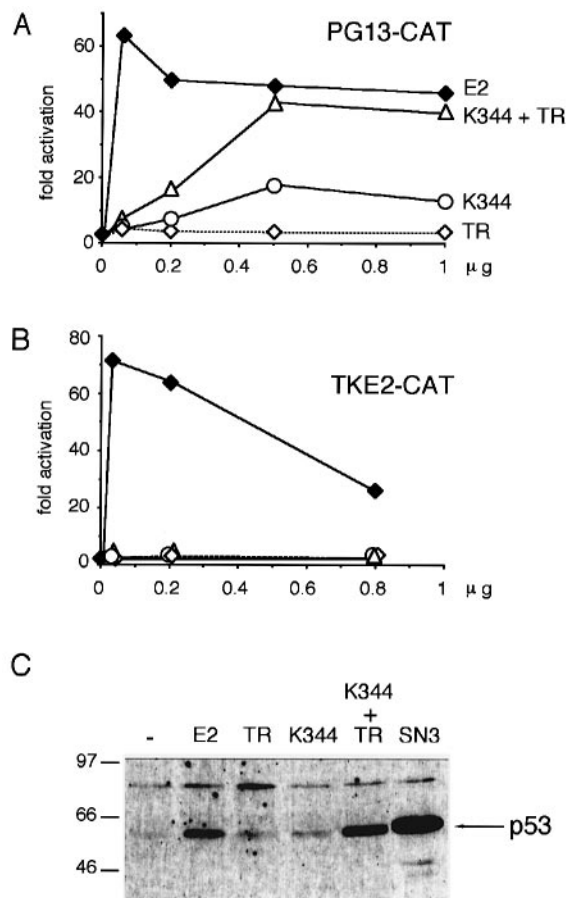 A
PG13-CAT
60
40
20
0
fold activation
E2
K344 + TR
K344
TR
0 0.2 0.4 0.6 0.8 1 μg
B
TKE2-CAT
80
60
40
20
0
fold activation
0 0.2 0.4 0.6 0.8 1 μg
C
K344
+
- E2 TR K344 TR SN3
97
66
46
p53